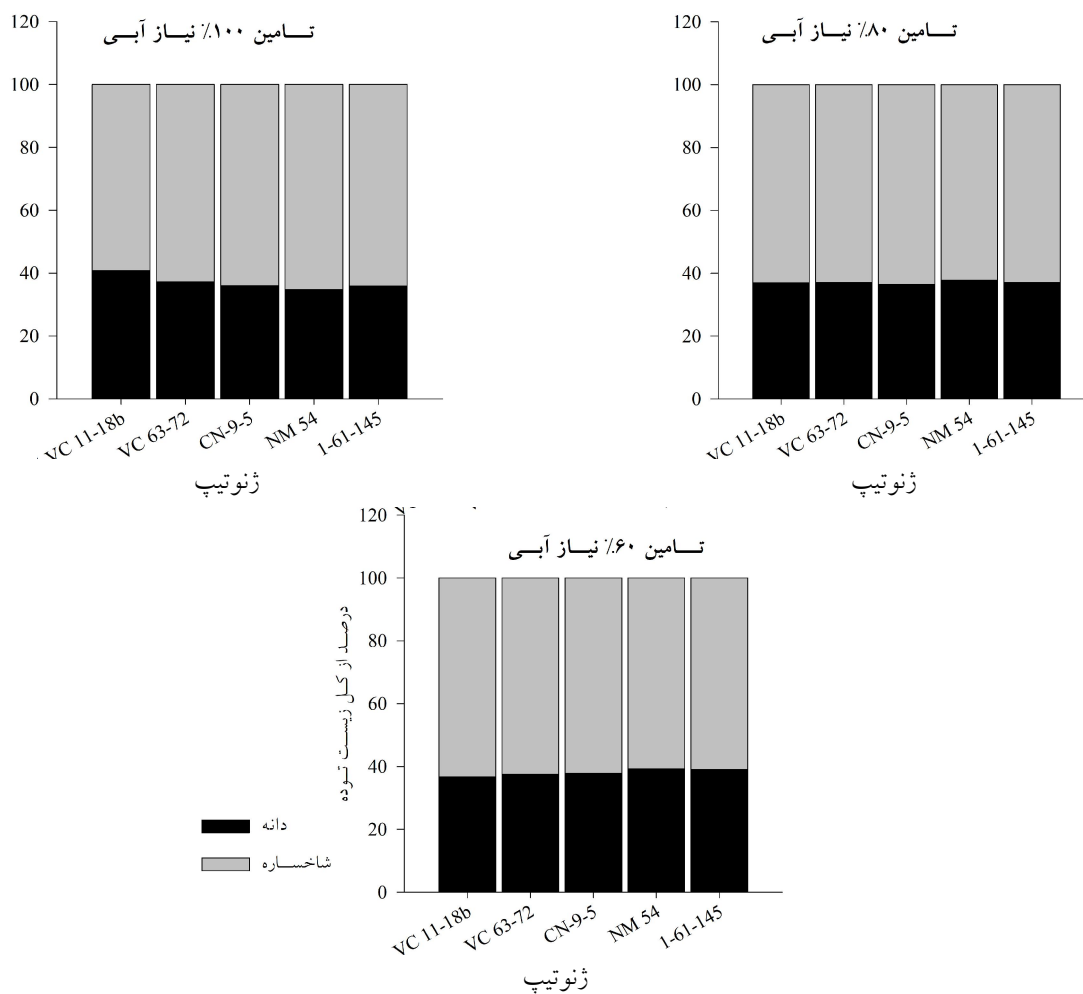 تامین ۱۰۰٪ نیاز آبی
120
100
80
60
40
20
0
VC 11-18b
VC 63-72
CN-9-5
NM 54
1-61-145
ژنوتیپ
تامین ۸۰٪ نیاز آبی
120
100
80
60
40
20
0
VC 11-18b
VC 63-72
CN-9-5
NM 54
1-61-145
ژنوتیپ
تامین ۶۰٪ نیاز آبی
درصد از کل زیست توده
120
100
80
60
40
20
0
VC 11-18b
VC 63-72
CN-9-5
NM 54
1-61-145
ژنوتیپ
دانه
شاخساره